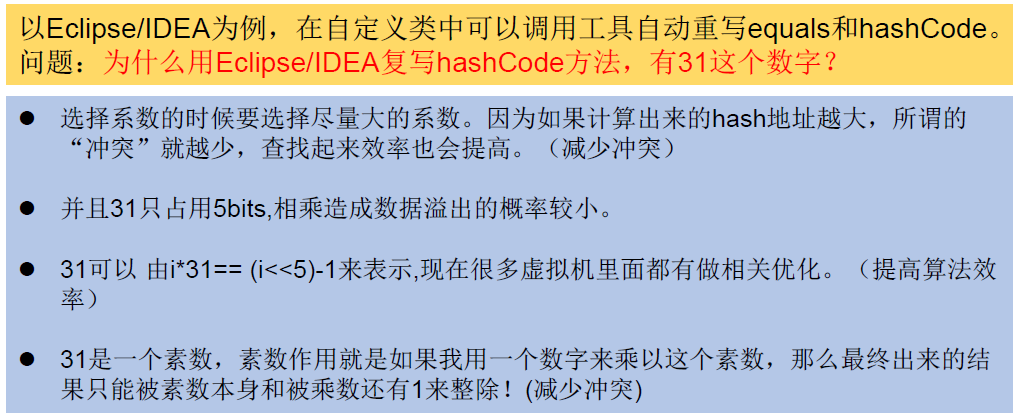 以Eclipse/IDEA为例，在自定义类中可以调用工具自动重写equals和hashCode。
问题：为什么用Eclipse/IDEA复写hashCode方法，有31这个数字？
● 选择系数的时候要选择尽量大的系数。因为如果计算出来的hash地址越大，所谓的
“冲突”就越少，查找起来效率也会提高。（减少冲突）
● 并且31只占用5bits,相乘造成数据溢出的概率较小。
● 31可以 由i*31== (i<<5)-1来表示,现在很多虚拟机里面都有做相关优化。（提高算法效
率）
● 31是一个素数，素数作用就是如果我用一个数字来乘以这个素数，那么最终出来的结
果只能被素数本身和被乘数还有1来整除！(减少冲突)